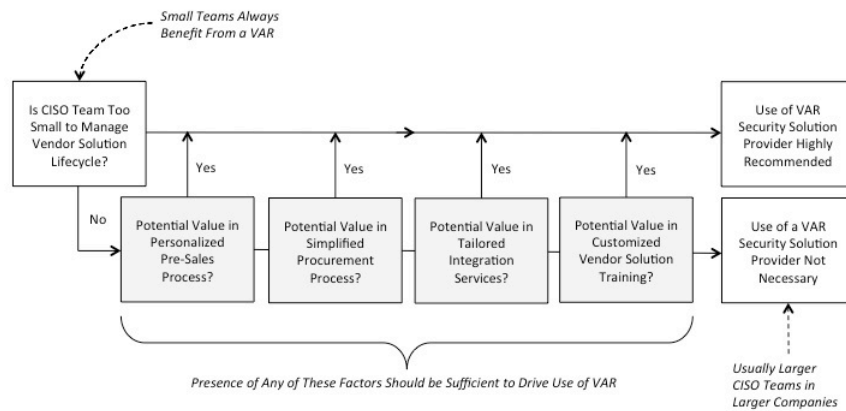 Small Teams Always
Benefit From a VAR
Is CISO Team Too
Small to Manage
Vendor Solution
Lifecycle?
Use of VAR
Security Solution
Provider Highly
Recommended
Yes
Yes
Yes
Yes
No
Potential Value in
Personalized
Pre-Sales
Process?
Potential Value in
Simplified
Procurement
Process?
Potential Value in
Tailored
Integration
Services?
Potential Value in
Customized
Vendor Solution
Training?
Use of a VAR
Security Solution
Provider Not
Necessary
Presence of Any of These Factors Should be Sufficient to Drive Use of VAR
Usually Larger
CISO Teams in
Larger Companies